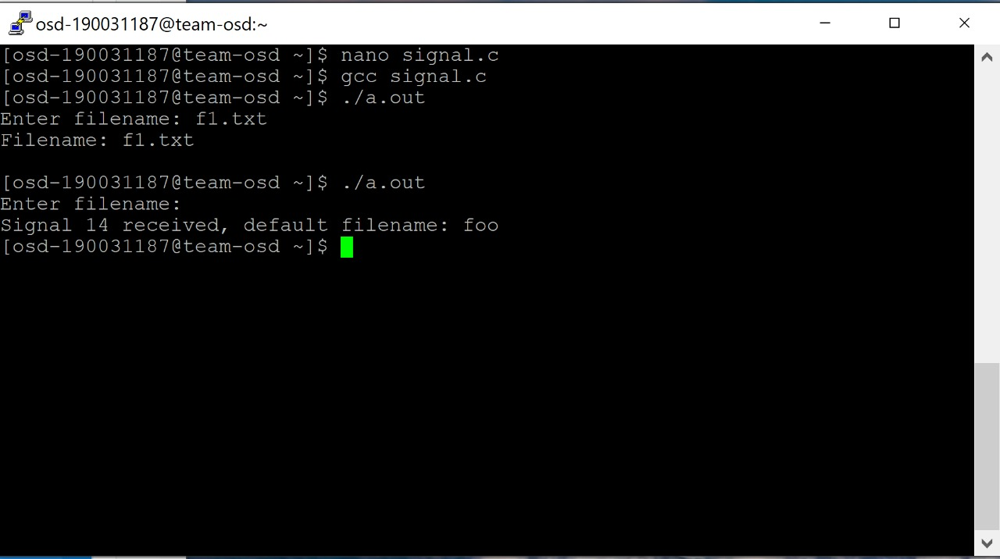 osd-190031187@team-osd:~
[osd-190031187@team-osd ~]$ nano signal.c
[osd-190031187@team-osd ~]$ gcc signal.c
[osd-190031187@team-osd ~]$ ./a.out
Enter filename: f1.txt
Filename: f1.txt
[osd-190031187@team-osd ~]$ ./a.out
Enter filename:
Signal 14 received, default filename: foo
[osd-190031187@team-osd ~]$